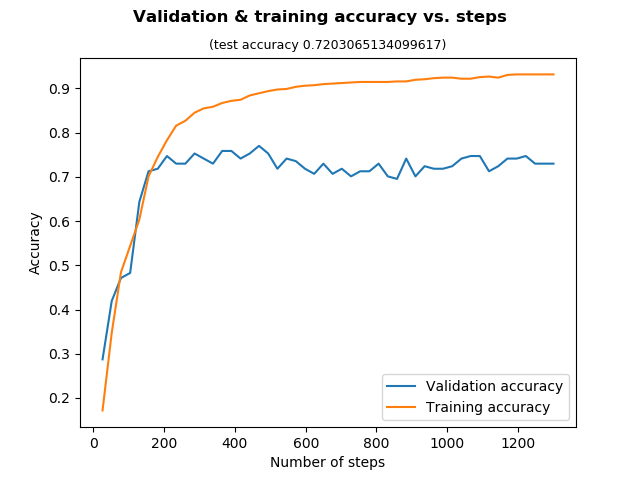 Validation & training accuracy vs. steps
(test accuracy 0.7203065134099617)
0.9
0.8
0.7
0.6
0.5
0.4
0.3
0.2
Accuracy
Validation accuracy
Training accuracy
0 200 400 600 800 1000 1200
Number of steps